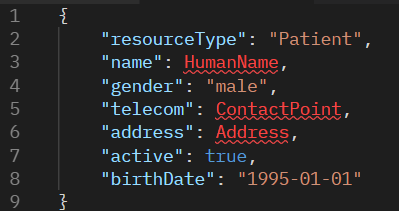 1 {
2 "resourceType": "Patient",
3 "name": HumanName,
4 "gender": "male",
5 "telecom": ContactPoint,
6 "address": Address,
7 "active": true,
8 "birthDate": "1995-01-01"
9 }